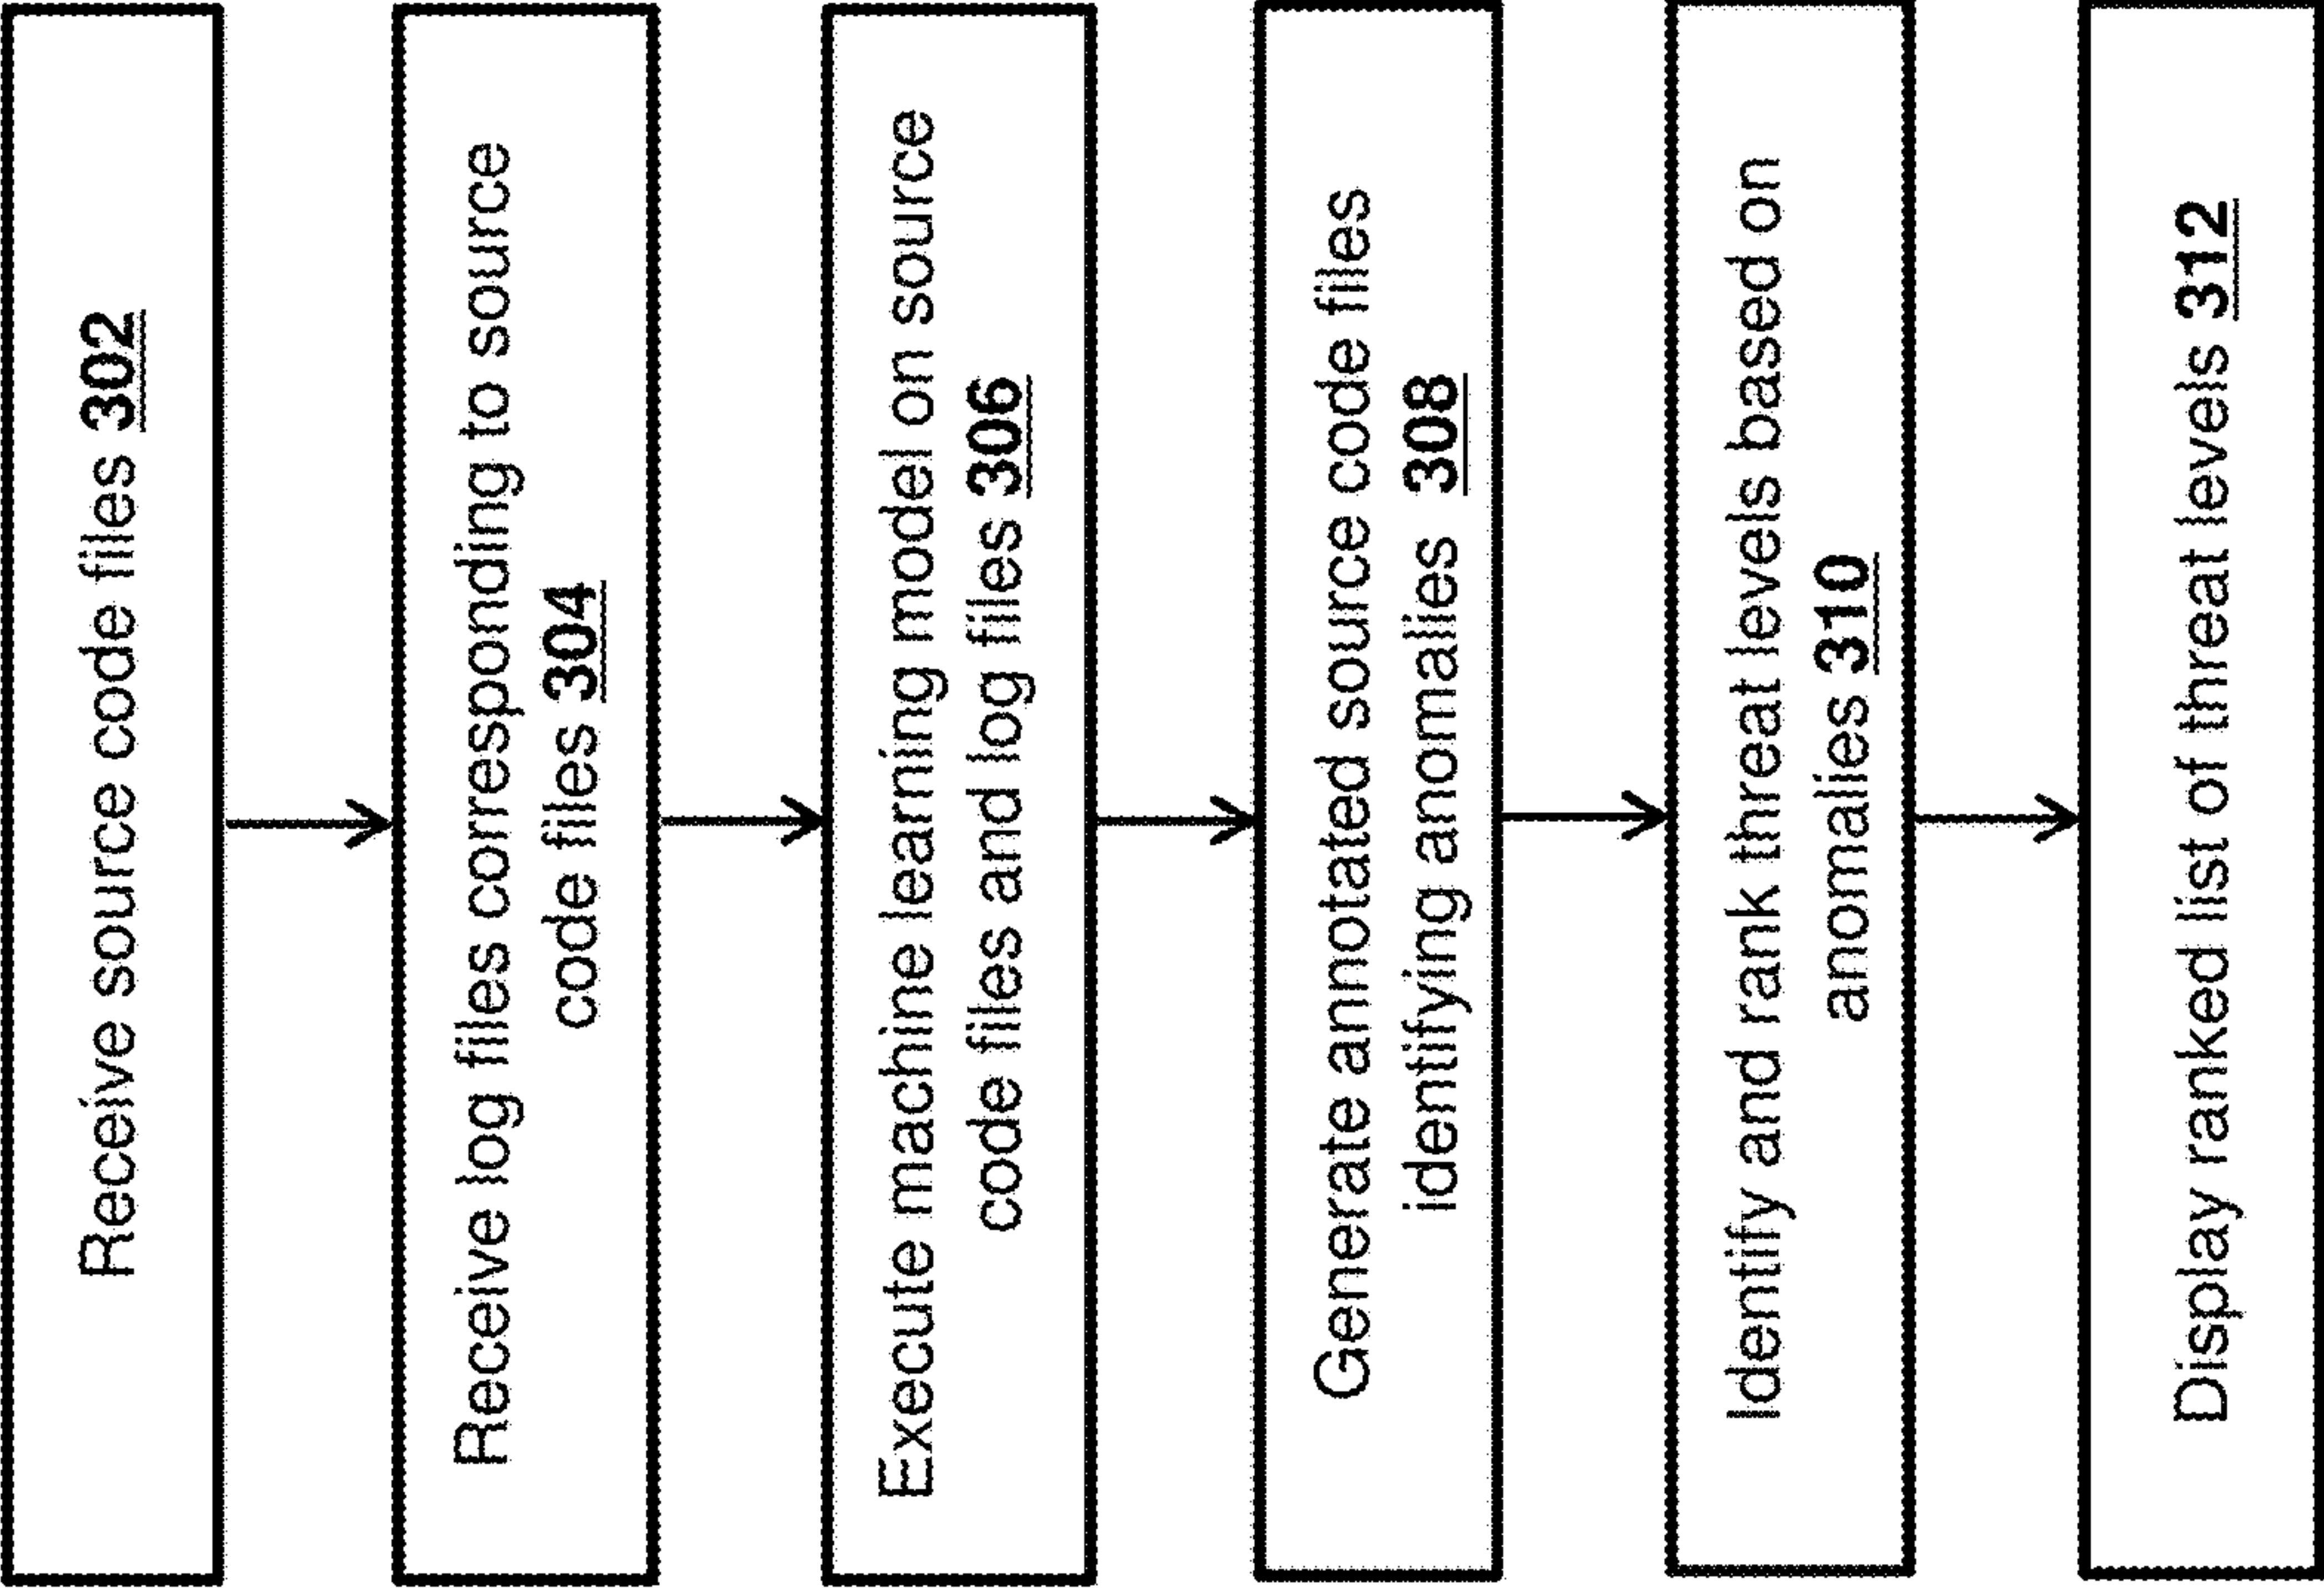 Receive source code files 302
Receive log files corresponding to source
code files 304
Execute machine learning model on source
code files and log files 306
Generate annotated source code files
identifying anomalies 308
Identify and rank threat levels based on
anomalies 310
Display ranked list of threat levels 312